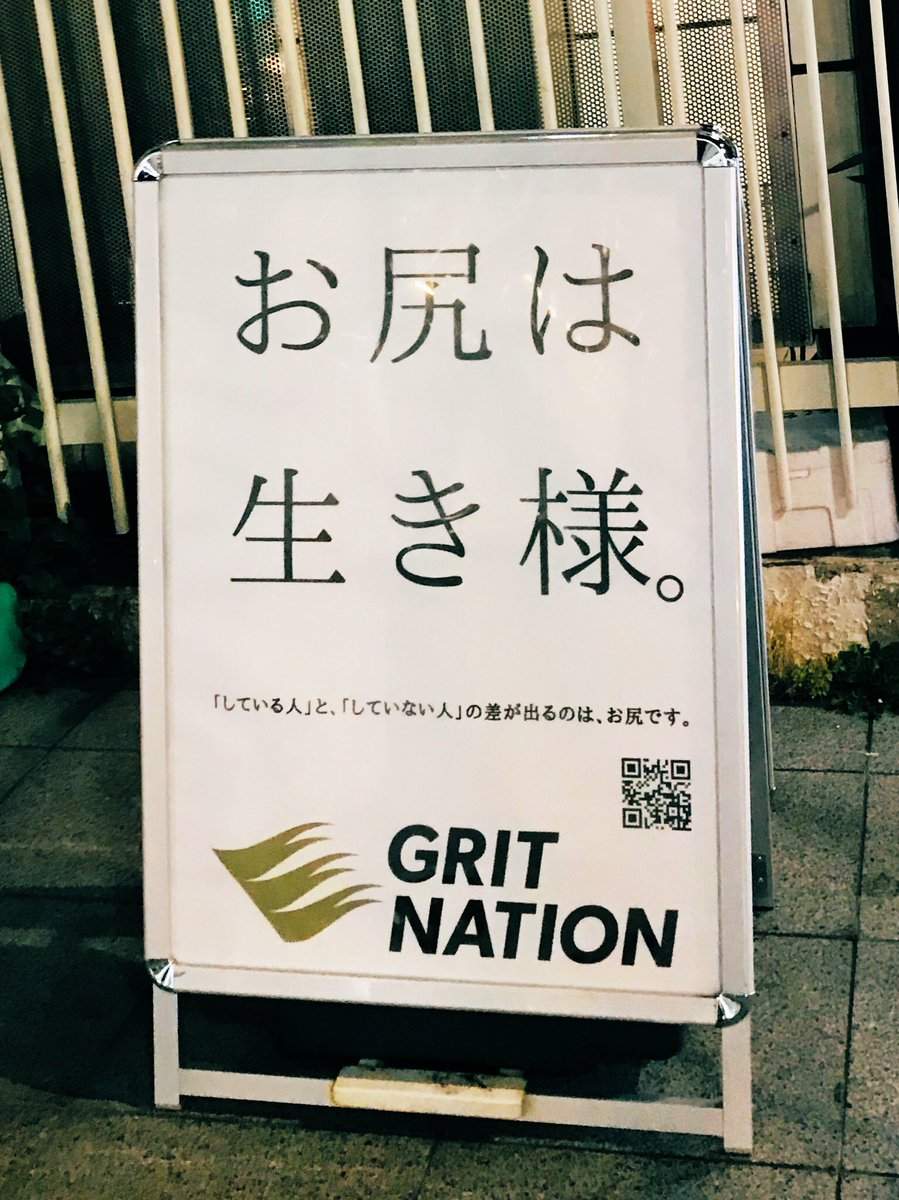 お尻は
生き様。
「している人」と、「していない人」の差が出るのは、お尻です。
GRIT
NATION